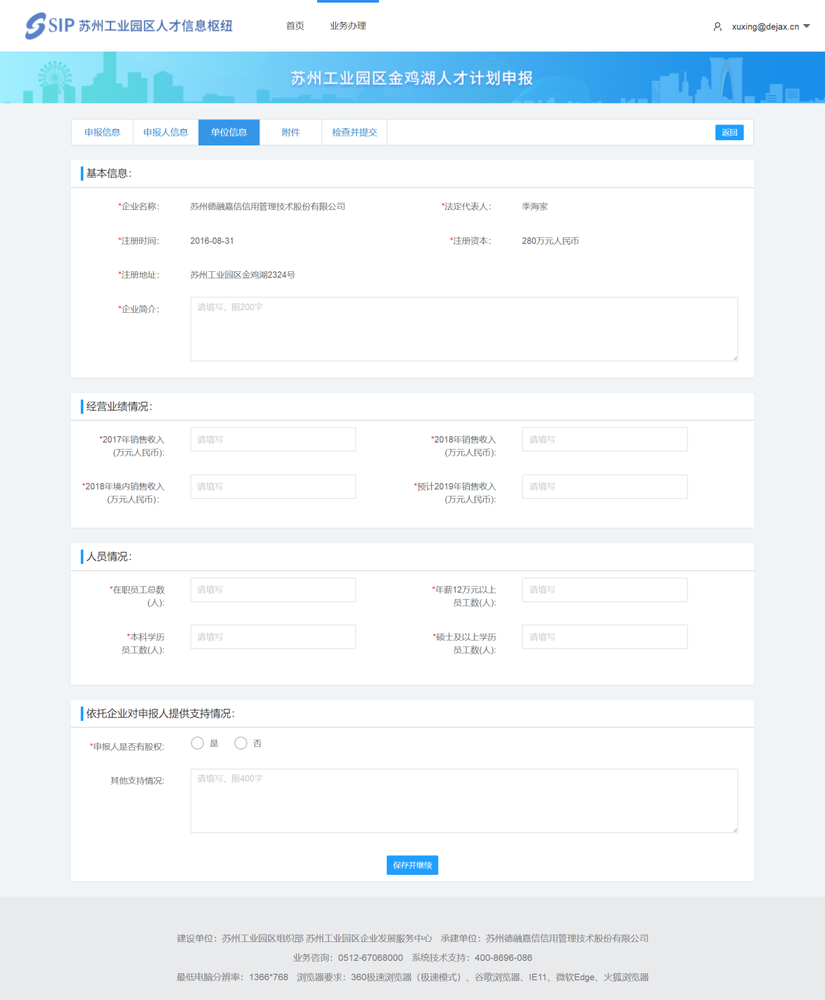 SIP 苏州工业园区人才信息枢纽
首页 业务办理
xuxing@dejax.cn
苏州工业园区金鸡湖人才计划申报
申报信息 申报人信息 单位信息 附件 检查并提交 返回
基本信息：
*企业名称： 苏州德融嘉信信用管理技术股份有限公司 *法定代表人： 季海家
*注册时间： 2016-08-31 *注册资本： 280万元人民币
*注册地址： 苏州工业园区金鸡湖2324号
*企业简介： 请填写，限200字
经营业绩情况：
*2017年销售收入 请填写 *2018年销售收入 请填写
(万元人民币): (万元人民币):
*2018年境内销售收入 请填写 *预计2019年销售收入 请填写
(万元人民币)： (万元人民币):
人员情况：
*在职员工总数 请填写 *年薪12万元以上 请填写
(人): 员工数(人):
*本科学历 请填写 *硕士及以上学历 请填写
员工数(人): 员工数(人):
依托企业对申报人提供支持情况：
*申报人是否有股权: 是 否
其他支持情况: 请填写，限400字
保存并继续
建设单位：苏州工业园区组织部 苏州工业园区企业发展服务中心 承建单位：苏州德融嘉信信用管理技术股份有限公司
业务咨询：0512-67068000 系统技术支持：400-8696-086
最低电脑分辨率：1366*768 浏览器要求：360极速浏览器（极速模式）、谷歌浏览器、IE11、微软Edge、火狐浏览器